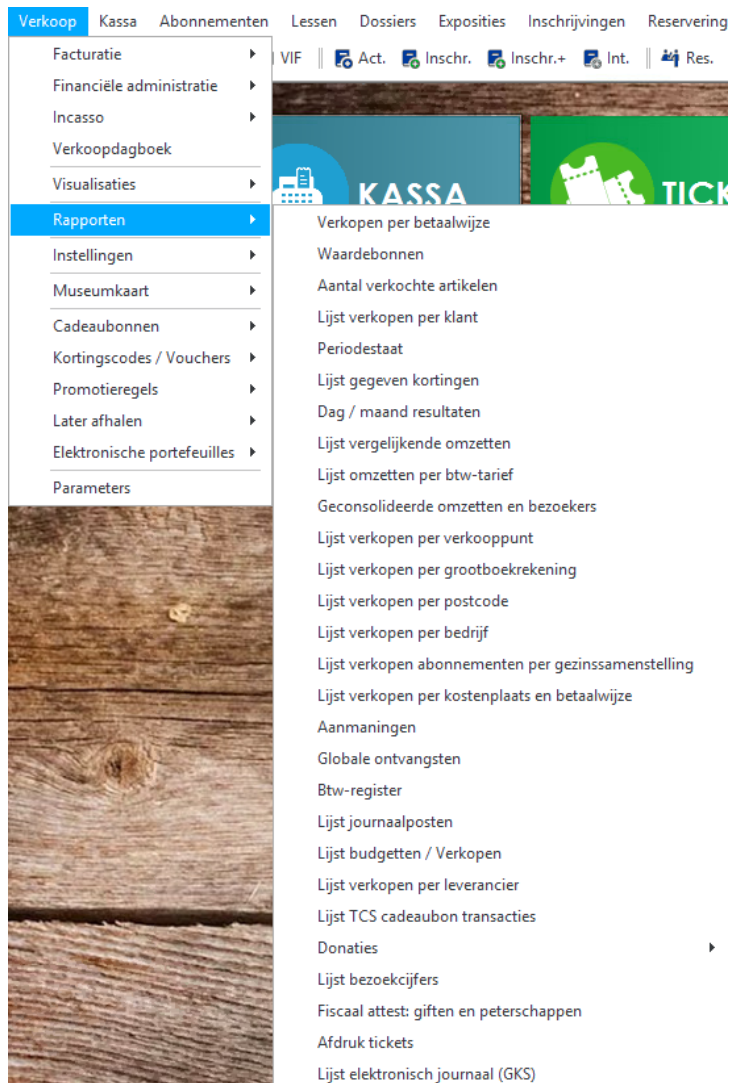 Verkoop Kassa Abonnementen Lessen Dossiers Exposities Inschrijvingen Reservering
VIF Act. Inschr. Inschr.+ Int. Res.
Facturatie
Financiële administratie
Incasso
Verkoopdagboek
Visualisaties
Rapporten
Instellingen
Museumkaart
Cadeaubonnen
Kortingscodes / Vouchers
Promotieregels
Later afhalen
Elektronische portefeuilles
Parameters
KASSA
TICK
Verkopen per betaalwijze
Waardebonnen
Aantal verkochte artikelen
Lijst verkopen per klant
Periodestaat
Lijst gegeven kortingen
Dag / maand resultaten
Lijst vergelijkende omzetten
Lijst omzetten per btw-tarief
Geconsolideerde omzetten en bezoekers
Lijst verkopen per verkooppunt
Lijst verkopen per grootboekrekening
Lijst verkopen per postcode
Lijst verkopen per bedrijf
Lijst verkopen abonnementen per gezinssamenstelling
Lijst verkopen per kostenplaats en betaalwijze
Aanmaningen
Globale ontvangsten
Btw-register
Lijst journaalposten
Lijst budgetten / Verkopen
Lijst verkopen per leverancier
Lijst TCS cadeaubon transacties
Donaties
Lijst bezoekcijfers
Fiscaal attest: giften en peterschappen
Afdruk tickets
Lijst elektronisch journaal (GKS)